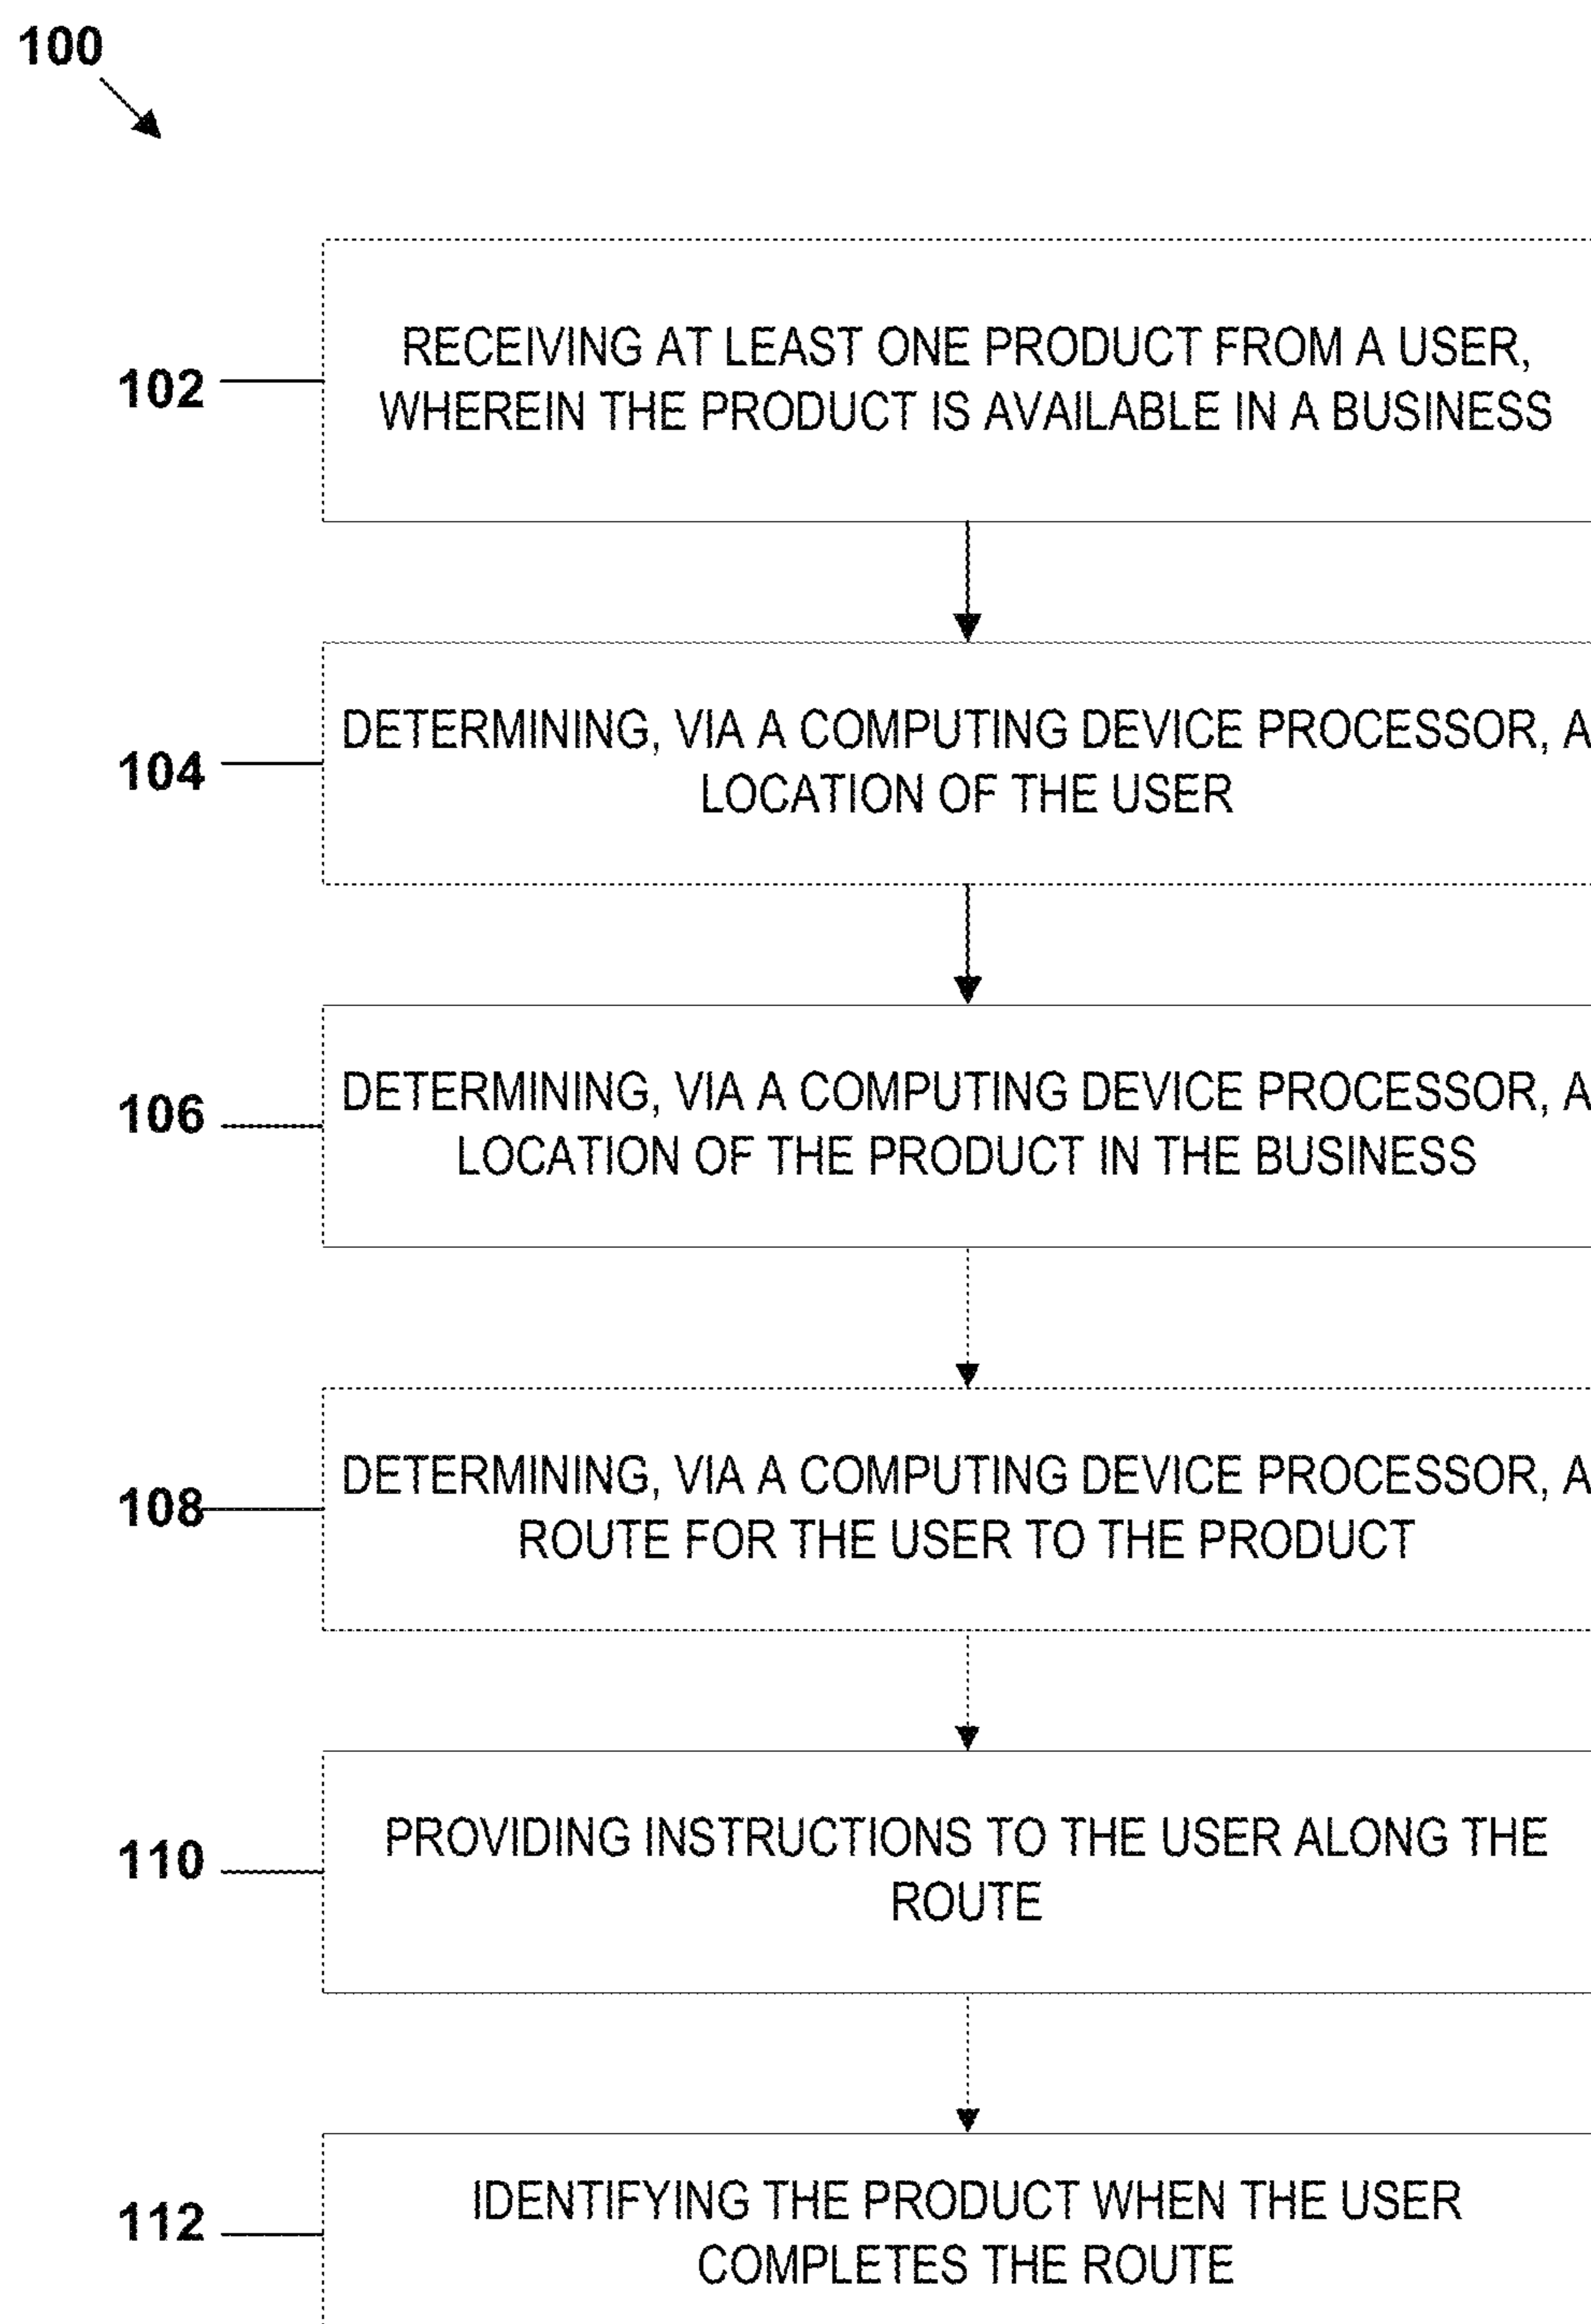 100
102
RECEIVING AT LEAST ONE PRODUCT FROM A USER,
WHEREIN THE PRODUCT IS AVAILABLE IN A BUSINESS
104
DETERMINING, VIA A COMPUTING DEVICE PROCESSOR, A
LOCATION OF THE USER
106
DETERMINING, VIA A COMPUTING DEVICE PROCESSOR, A
LOCATION OF THE PRODUCT IN THE BUSINESS
108
DETERMINING, VIA A COMPUTING DEVICE PROCESSOR, A
ROUTE FOR THE USER TO THE PRODUCT
110
PROVIDING INSTRUCTIONS TO THE USER ALONG THE
ROUTE
112
IDENTIFYING THE PRODUCT WHEN THE USER
COMPLETES THE ROUTE